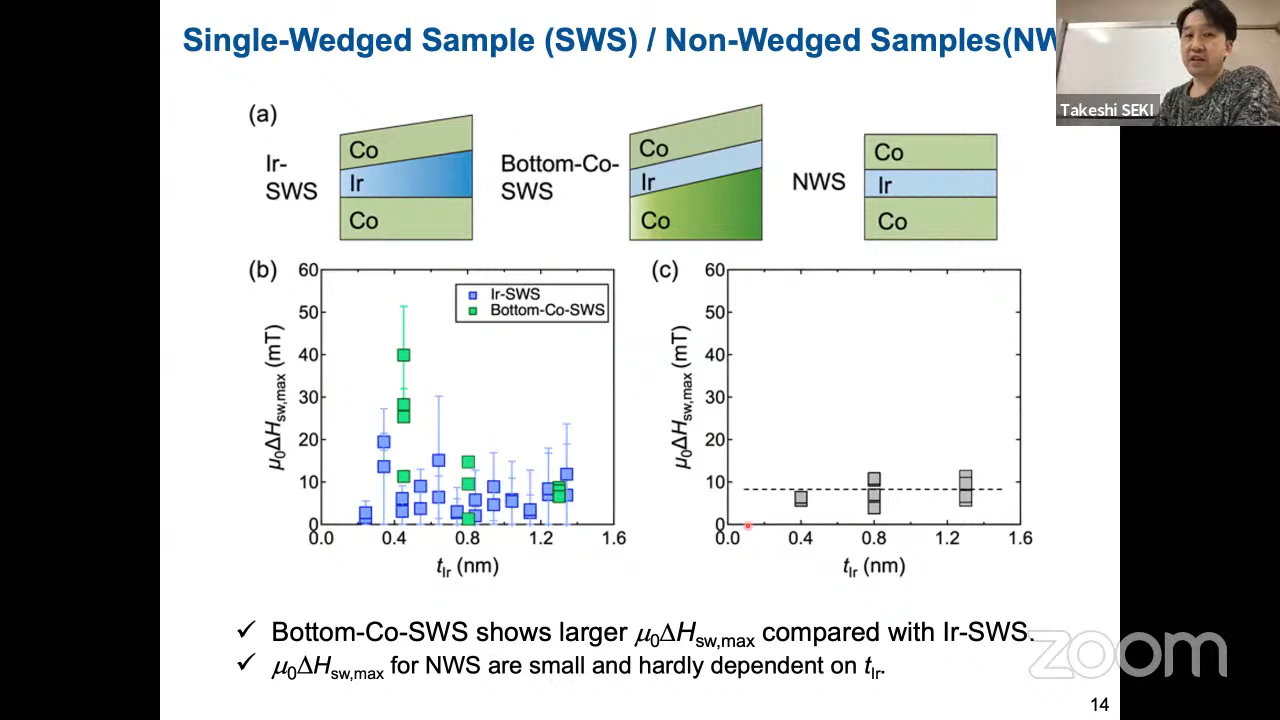 Single-Wedged Sample (SWS) / Non-Wedged Samples(NW
Takeshi SEKI
(a)
Ir-
SWS
Co
Ir
Co
Bottom-Co-
SWS
Co
Ir
Co
NWS
Co
Ir
Co
(b)
μ0ΔHsw,max (mT)
60
50
40
30
20
10
0
Ir-SWS
Bottom-Co-SWS
0.0 0.4 0.8 1.2 1.6
tIr (nm)
(c)
μ0ΔHsw,max (mT)
60
50
40
30
20
10
0
0.0 0.4 0.8 1.2 1.6
tIr (nm)
✓ Bottom-Co-SWS shows larger μ0ΔHsw,max compared with Ir-SWS.
✓ μ0ΔHsw,max for NWS are small and hardly dependent on tIr.
zoom
14